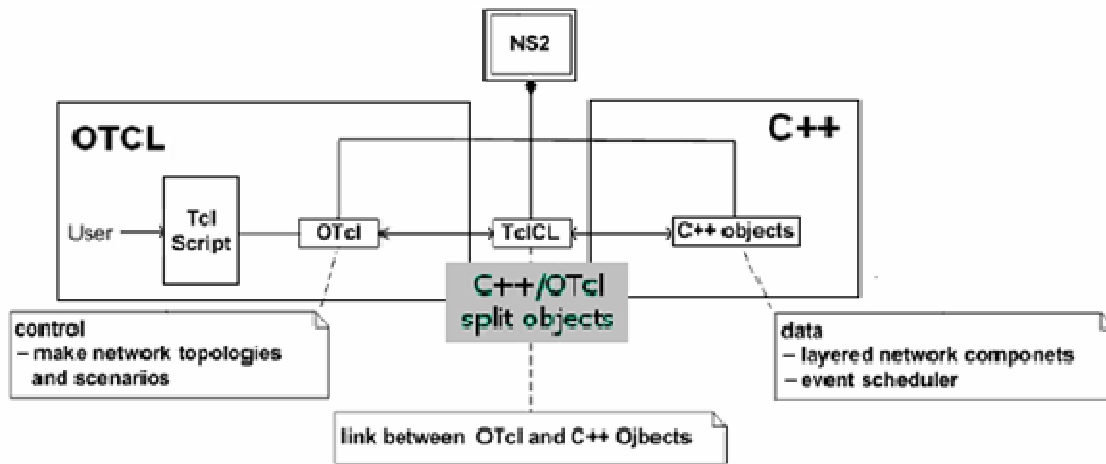 NS2
OTCL
C++
User
Tcl
Script
OTcl
TclCL
C++ objects
C++/OTcl
split objects
control
– make network topologies
and scenarios
data
– layered network componets
– event scheduler
link between OTcl and C++ Ojbects